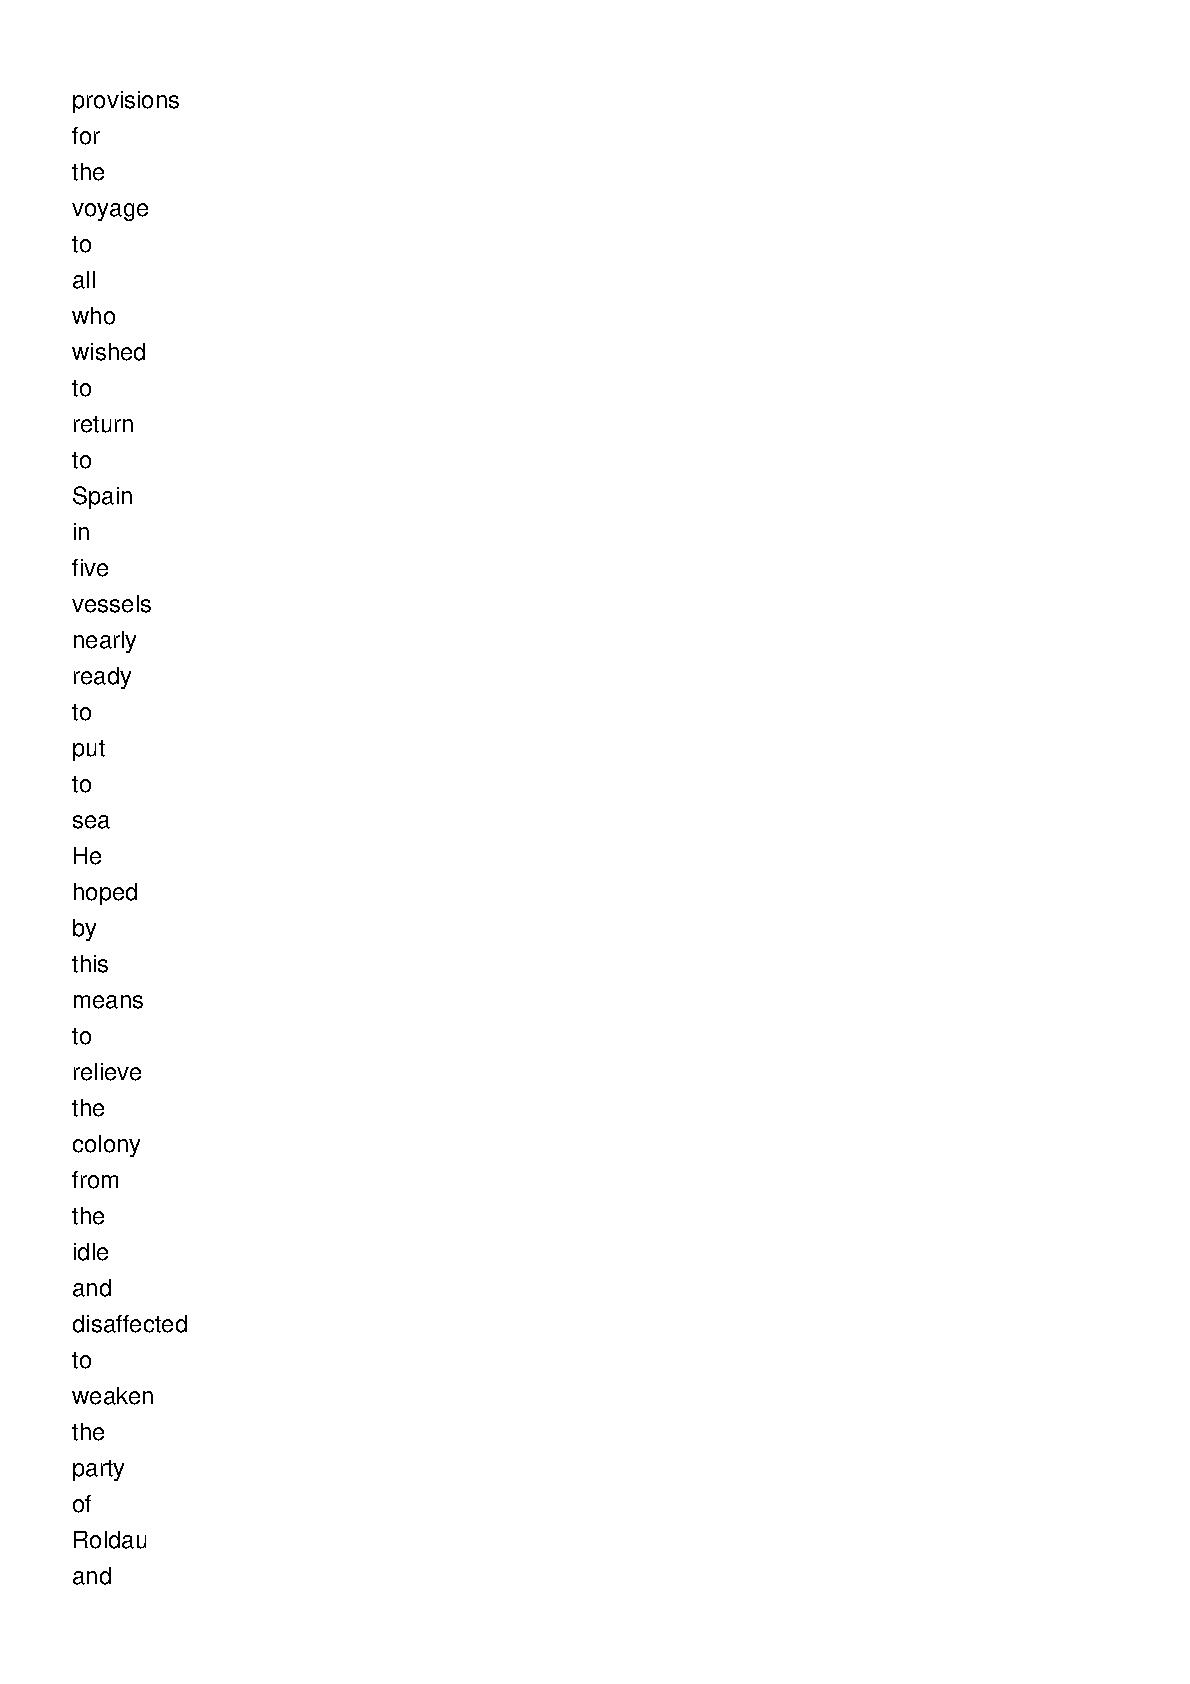 provisions
for
the
voyage
to
all
who
wished
to
return
to
Spain
in
five
vessels
nearly
ready
to
put
to
sea
He
hoped
by
this
means
to
relieve
the
colony
from
the
idle
and
disaffected
to
weaken
the
party
of
Roldau
and